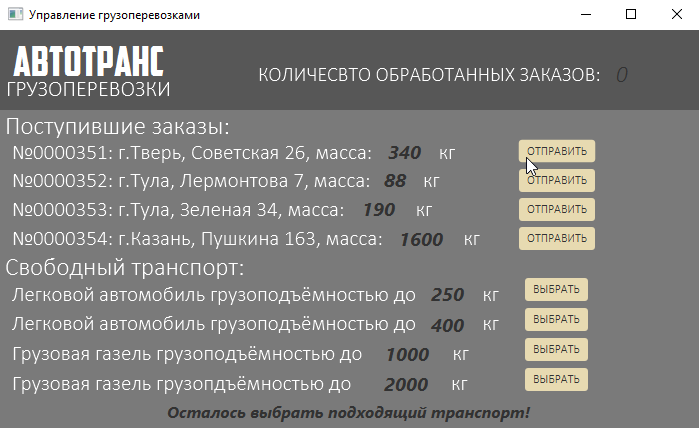 Управление грузоперевозками
АВТОТРАНС
ГРУЗОПЕРЕВОЗКИ
КОЛИЧЕСВТО ОБРАБОТАННЫХ ЗАКАЗОВ: 0
Поступившие заказы:
№0000351: г.Тверь, Советская 26, масса: 340 кг ОТПРАВИТЬ
№0000352: г.Тула, Лермонтова 7, масса: 88 кг ОТПРАВИТЬ
№0000353: г.Тула, Зеленая 34, масса: 190 кг ОТПРАВИТЬ
№0000354: г.Казань, Пушкина 163, масса: 1600 кг ОТПРАВИТЬ
Свободный транспорт:
Легковой автомобиль грузоподъёмностью до 250 кг ВЫБРАТЬ
Легковой автомобиль грузоподъёмностью до 400 кг ВЫБРАТЬ
Грузовая газель грузоподъёмностью до 1000 кг ВЫБРАТЬ
Грузовая газель грузопдъёмностью до 2000 кг ВЫБРАТЬ
Осталось выбрать подходящий транспорт!